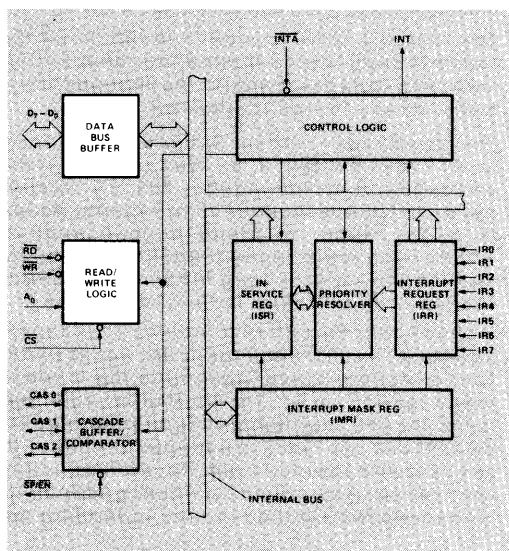 INTA
INT
D7 – D0
DATA
BUS
BUFFER
CONTROL LOGIC
RD
WR
A0
CS
READ/
WRITE
LOGIC
IN-
SERVICE
REG
(ISR)
PRIORITY
RESOLVER
INTERRUPT
REQUEST
REG
(IRR)
IR0
IR1
IR2
IR3
IR4
IR5
IR6
IR7
CAS 0
CAS 1
CAS 2
CASCADE
BUFFER/
COMPARATOR
INTERRUPT MASK REG
(IMR)
SP/EN
INTERNAL BUS